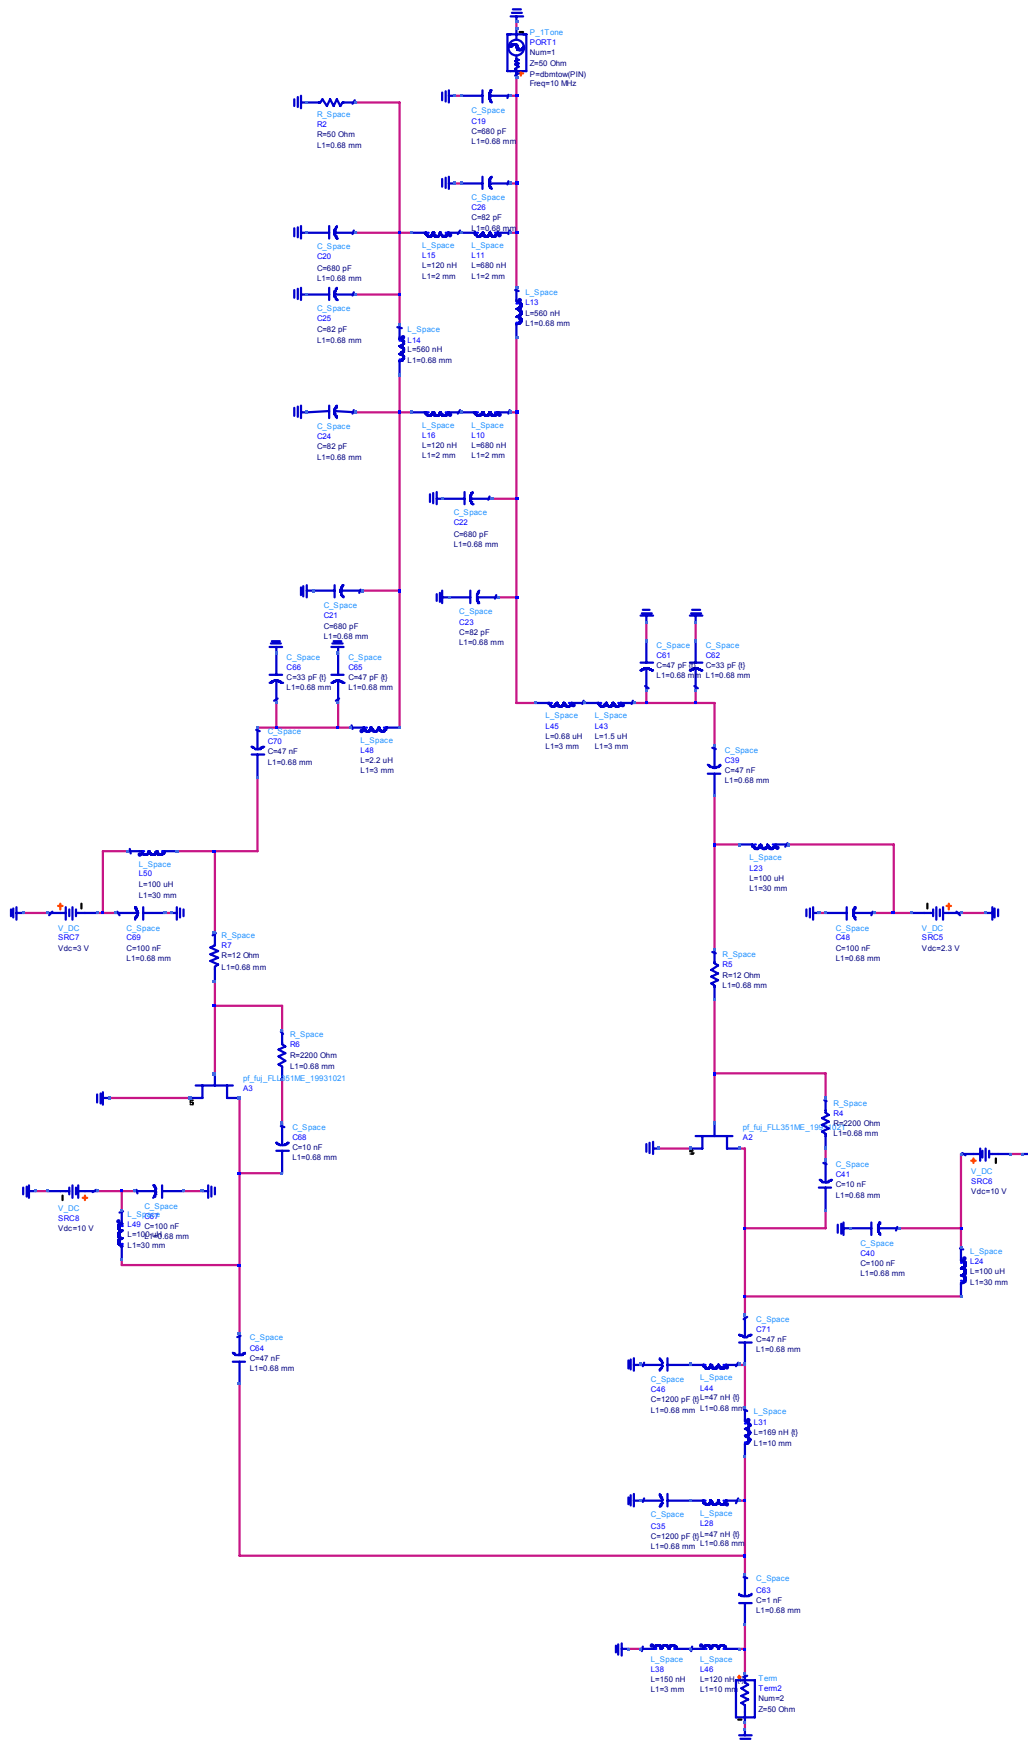 P_1Tone
PORT1
Num=1
Z=50 Ohm
P=dbmtow(PIN)
Freq=10 MHz
R_Space
R2
R=50 Ohm
L1=0.68 mm
C_Space
C19
C=680 pF
L1=0.68 mm
C_Space
C26
C=82 pF
L1=0.68 mm
C_Space
C20
C=680 pF
L1=0.68 mm
L_Space
L15
L=120 nH
L1=2 mm
L_Space
L11
L=680 nH
L1=2 mm
C_Space
C25
C=82 pF
L1=0.68 mm
L_Space
L14
L=560 nH
L1=0.68 mm
L_Space
L13
L=560 nH
L1=0.68 mm
C_Space
C24
C=82 pF
L1=0.68 mm
L_Space
L16
L=120 nH
L1=2 mm
L_Space
L10
L=680 nH
L1=2 mm
C_Space
C22
C=680 pF
L1=0.68 mm
C_Space
C21
C=680 pF
L1=0.68 mm
C_Space
C23
C=82 pF
L1=0.68 mm
C_Space
C66
C=33 pF {t}
L1=0.68 mm
C_Space
C65
C=47 pF {t}
L1=0.68 mm
C_Space
C61
C=47 pF {t}
L1=0.68 mm
C_Space
C62
C=33 pF {t}
L1=0.68 mm
C_Space
C70
C=47 nF
L1=0.68 mm
L_Space
L48
L=2.2 uH
L1=3 mm
L_Space
L45
L=0.68 uH
L1=3 mm
L_Space
L43
L=1.5 uH
L1=3 mm
C_Space
C39
C=47 nF
L1=0.68 mm
L_Space
L50
L=100 uH
L1=30 mm
L_Space
L23
L=100 uH
L1=30 mm
V_DC
SRC7
Vdc=3 V
C_Space
C69
C=100 nF
L1=0.68 mm
R_Space
R7
R=12 Ohm
L1=0.68 mm
C_Space
C48
C=100 nF
L1=0.68 mm
V_DC
SRC5
Vdc=2.3 V
R_Space
R5
R=12 Ohm
L1=0.68 mm
R_Space
R6
R=2200 Ohm
L1=0.68 mm
pf_fuj_FLL351ME_19931021
A3
S
C_Space
C68
C=10 nF
L1=0.68 mm
R_Space
R4
R=2200 Ohm
L1=0.68 mm
A2
S
C_Space
C41
C=10 nF
L1=0.68 mm
V_DC
SRC6
Vdc=10 V
V_DC
SRC8
Vdc=10 V
C=100 nF
L1=0.68 mm
L49
L1=30 mm
C_Space
C40
C=100 nF
L1=0.68 mm
L_Space
L24
L=100 uH
L1=30 mm
C_Space
C64
C=47 nF
L1=0.68 mm
C_Space
C71
C=47 nF
L1=0.68 mm
C_Space
C46
C=1200 pF {t}
L1=0.68 mm
L_Space
L44
L=47 nH {t}
L1=0.68 mm
L_Space
L31
L=169 nH {t}
L1=10 mm
C_Space
C35
C=1200 pF {t}
L1=0.68 mm
L_Space
L28
L=47 nH {t}
L1=0.68 mm
C_Space
C63
C=1 nF
L1=0.68 mm
L_Space
L38
L=150 nH
L1=3 mm
L_Space
L46
L=120 nH
L1=10 mm
Term
Term2
Num=2
Z=50 Ohm